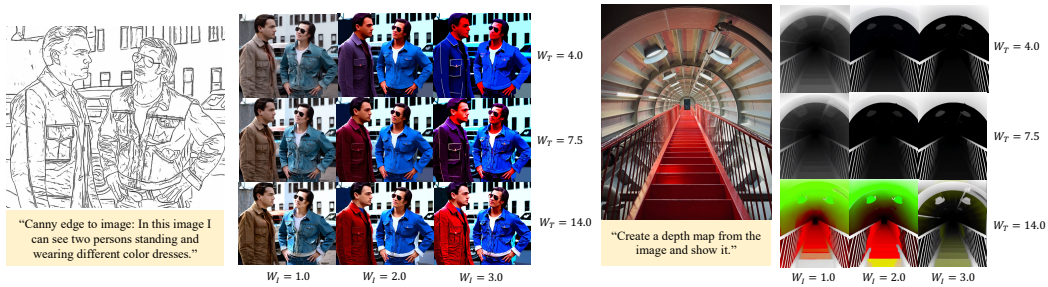 “Canny edge to image: In this image I
can see two persons standing and
wearing different color dresses.”
W_T = 4.0
W_T = 7.5
W_T = 14.0
W_I = 1.0
W_I = 2.0
W_I = 3.0
“Create a depth map from the
image and show it.”
W_T = 4.0
W_T = 7.5
W_T = 14.0
W_I = 1.0
W_I = 2.0
W_I = 3.0